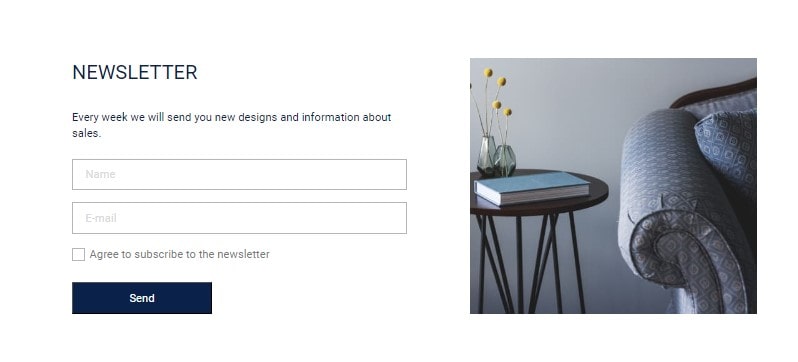 NEWSLETTER
Every week we will send you new designs and information about
sales.
Name
E-mail
Agree to subscribe to the newsletter
Send